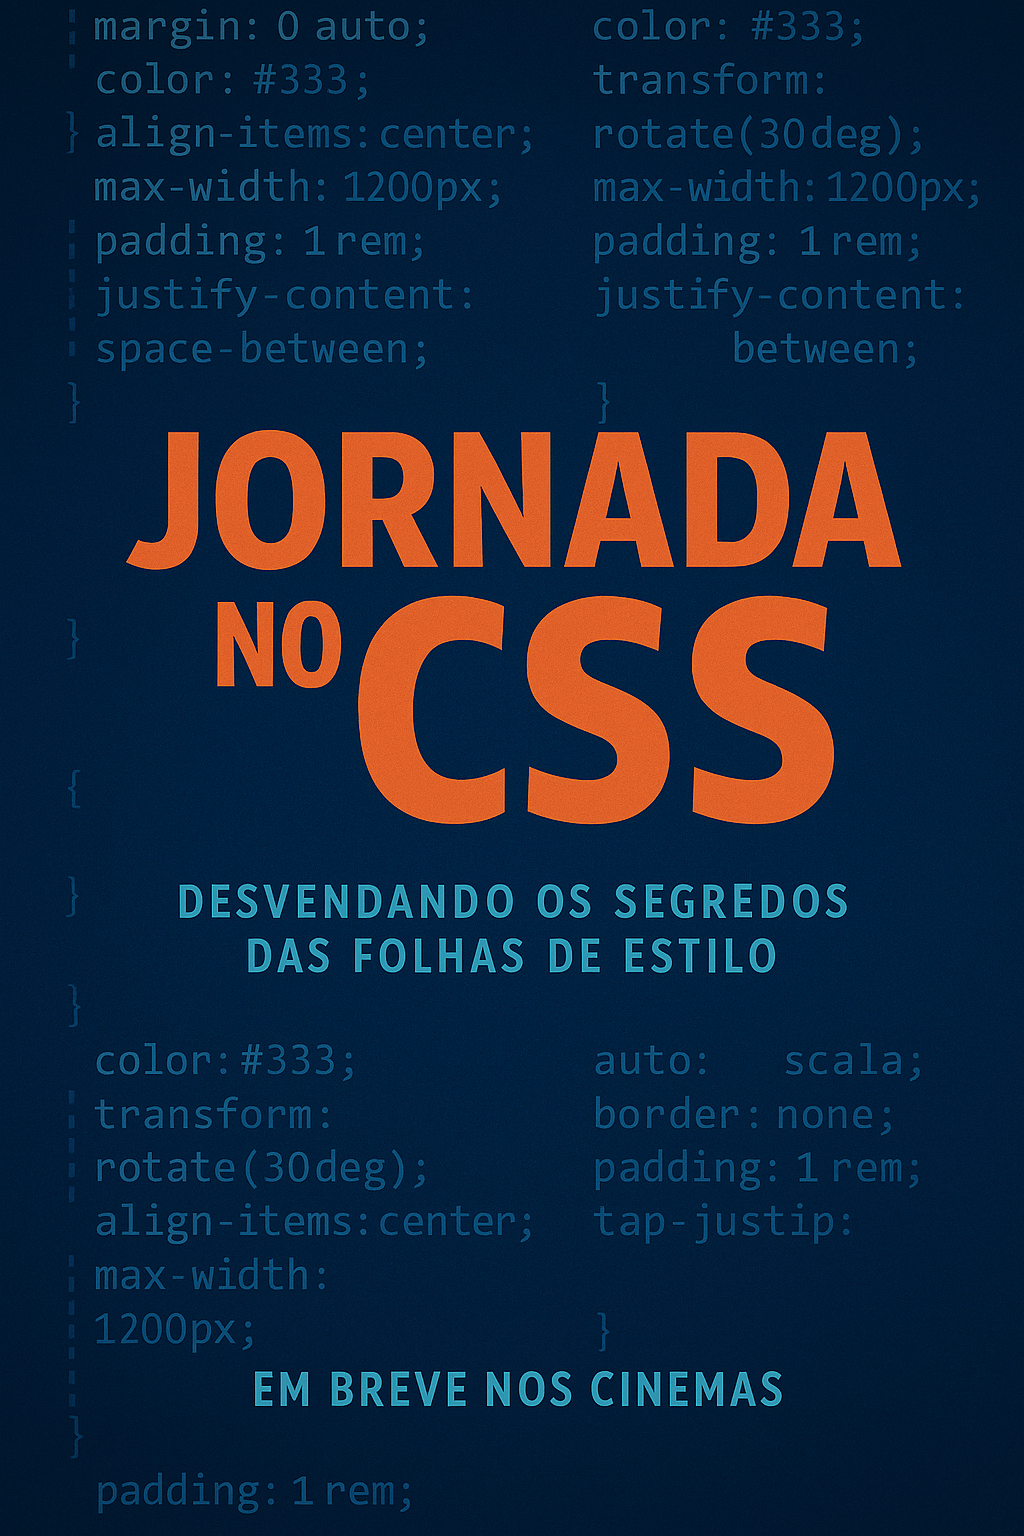 margin: 0 auto;
color: #333;
} align-items: center;
max-width: 1200px;
padding: 1 rem;
justify-content:
space-between;
}
color: #333;
transform:
rotate(30deg);
max-width: 1200px;
padding: 1 rem;
justify-content:
between;
}
JORNADA
NO CSS
}
{
DESVENDANDO OS SEGREDOS
}
DAS FOLHAS DE ESTILO
}
color: #333;
transform:
rotate(30deg);
align-items: center;
max-width:
1200px;
auto: scala;
border: none;
padding: 1 rem;
tap-justip:
}
EM BREVE NOS CINEMAS
}
padding: 1 rem;